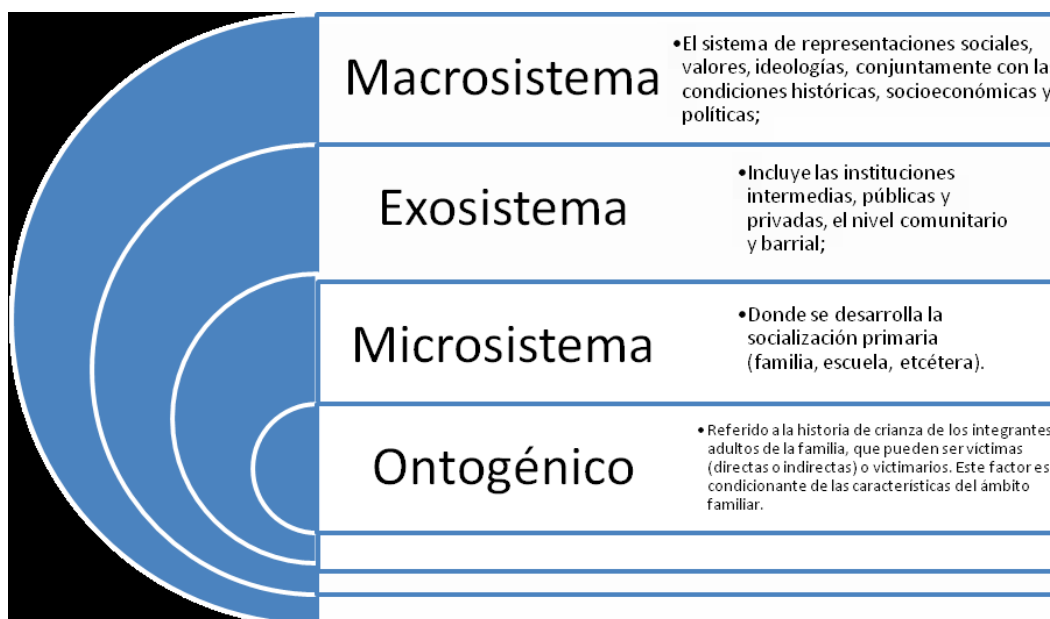 Macrosistema
•El sistema de representaciones sociales,
valores, ideologías, conjuntamente con la
condiciones históricas, socioeconómicas y
políticas;
Exosistema
•Incluye las instituciones
intermedias, públicas y
privadas, el nivel comunitario
y barrial;
Microsistema
•Donde se desarrolla la
socialización primaria
(familia, escuela, etcétera).
Ontogénico
•Referido a la historia de crianza de los integrantes
adultos de la familia, que pueden ser víctimas
(directas o indirectas) o victimarios. Este factor es
condicionante de las características del ámbito
familiar.